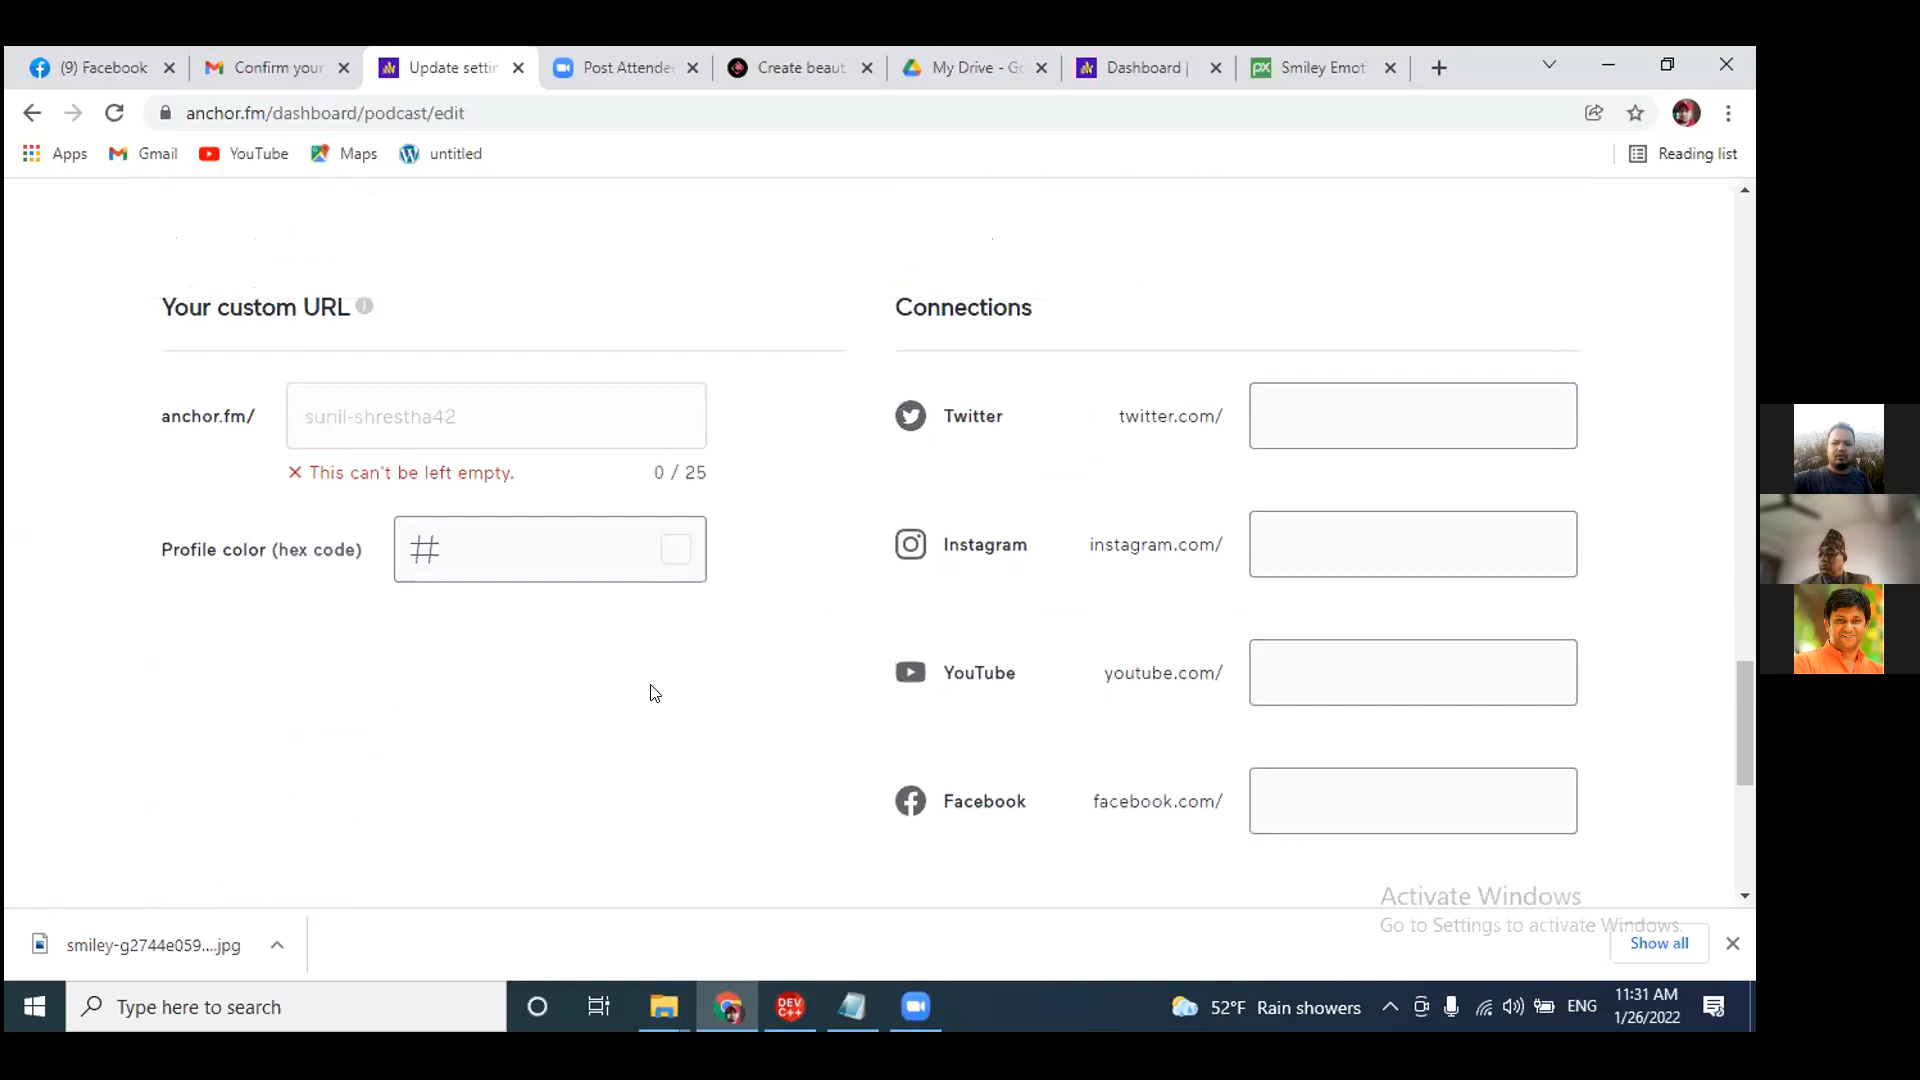 (9) Facebook
Confirm your
Update settin
Post Attende
Create beaut
My Drive - Go
Dashboard |
Smiley Emot
anchor.fm/dashboard/podcast/edit
Apps
Gmail
YouTube
Maps
untitled
Reading list
Your custom URL
Connections
anchor.fm/
sunil-shrestha42
Twitter
twitter.com/
× This can't be left empty.
0 / 25
Profile color (hex code)
#
Instagram
instagram.com/
YouTube
youtube.com/
Facebook
facebook.com/
Activate Windows
Go to Settings to activate Windows.
smiley-g2744e059....jpg
Show all
Type here to search
DEV
C++
52°F Rain showers
ENG
11:31 AM
1/26/2022